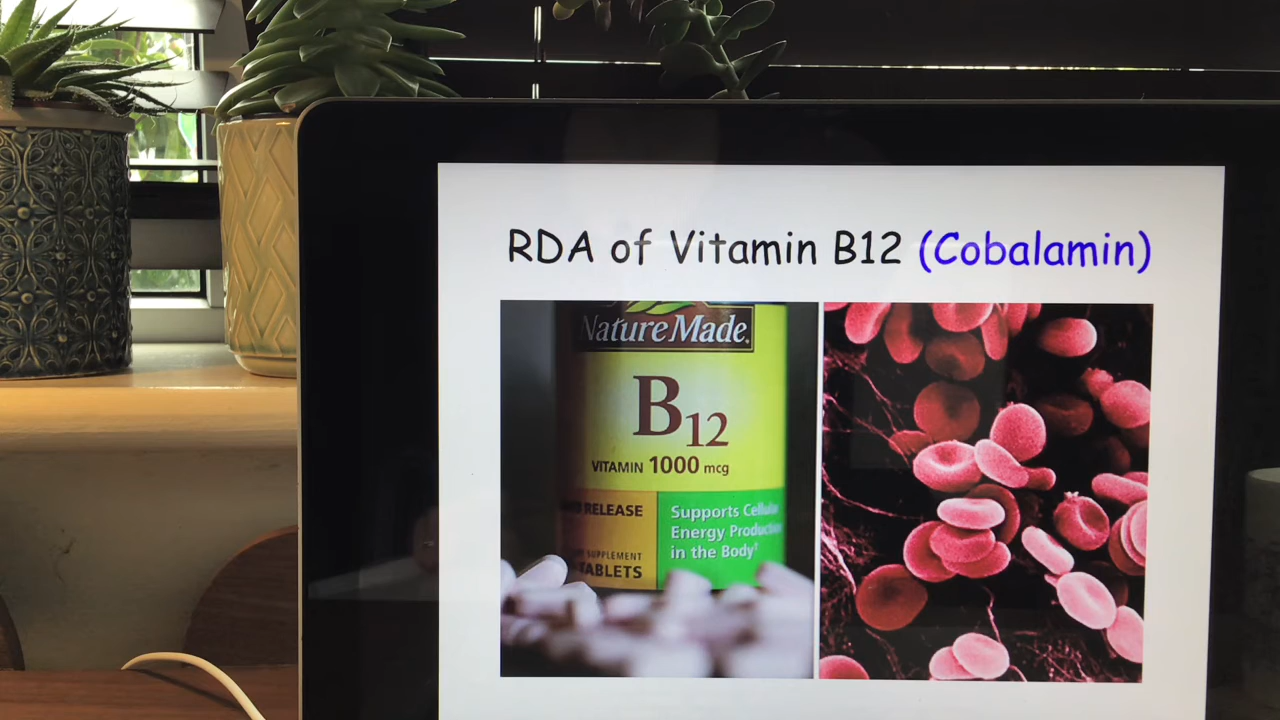 RDA of Vitamin B12 (Cobalamin)
Nature Made
B12
VITAMIN 1000 mcg
RELEASE
SUPPLEMENT
TABLETS
Supports Cellular
Energy Production
in the Body†